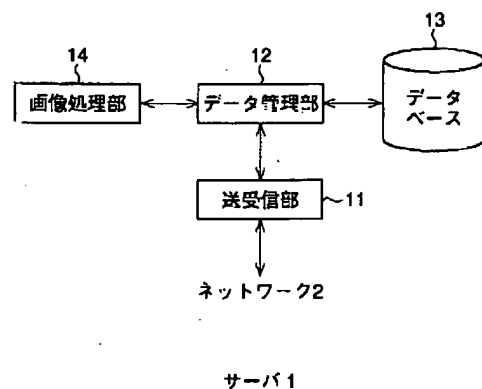 14
12
13
画像処理部
データ管理部
データ
ベース
送受信部
11
ネットワーク2
サーバ1